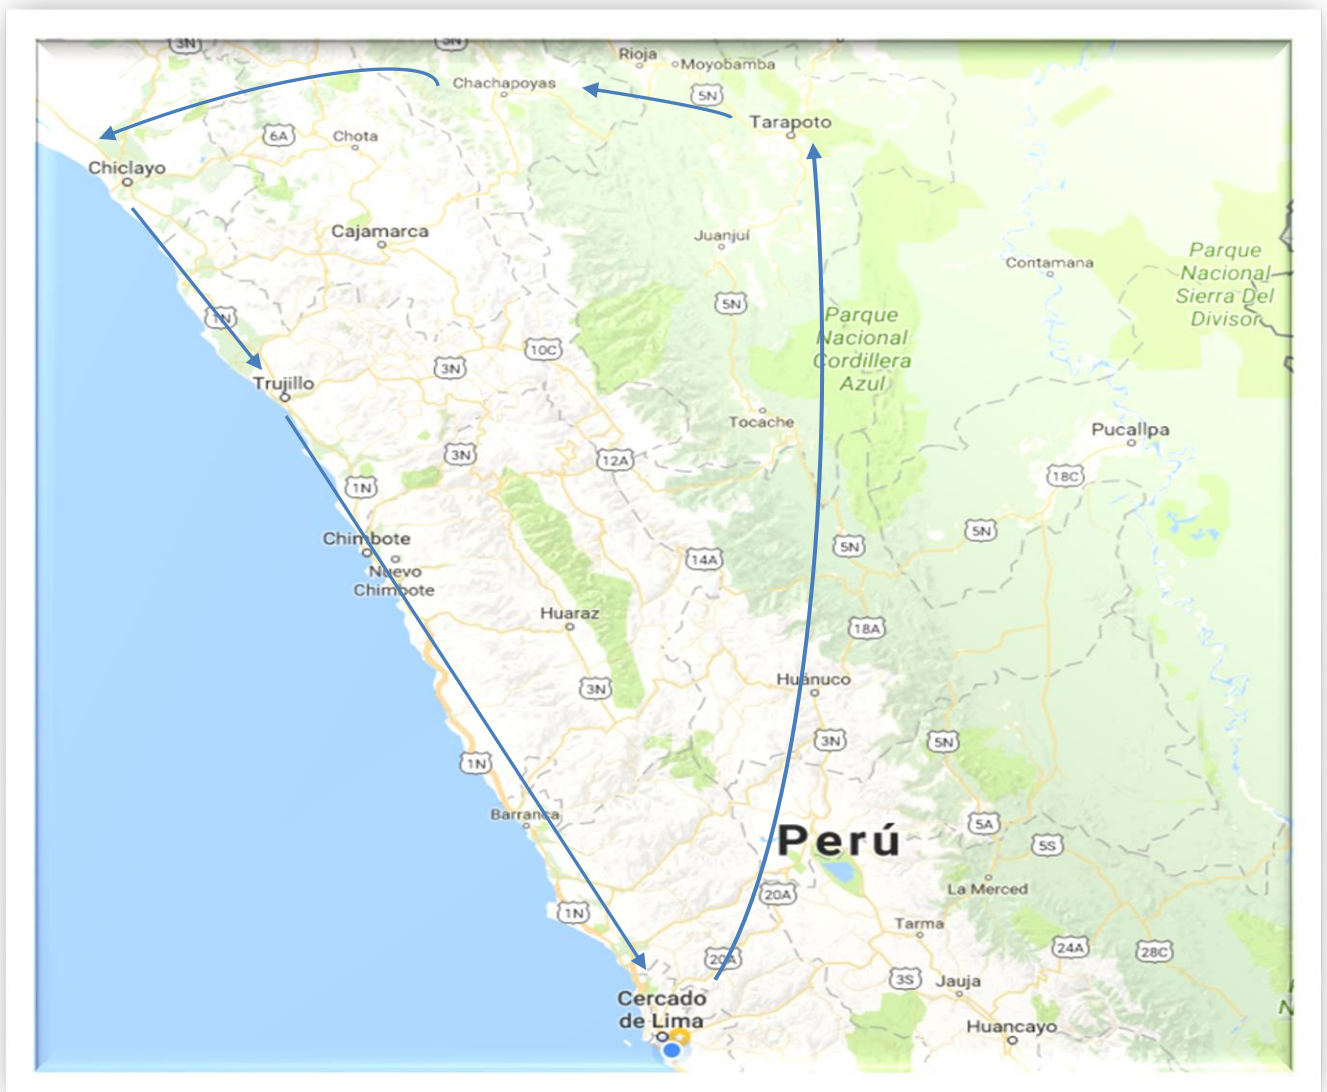 3N
3N
Rioja
Moyobamba
Chachapoyas
5N
Tarapoto
6A
Chota
Chiclayo
Cajamarca
Juanjuí
Contamana
Parque
Nacional
Sierra Del
Divisor
5N
1N
Parque
Nacional
Cordillera
Azul
10C
3N
Trujillo
Tocache
Pucallpa
3N
12A
18C
1N
Chimbote
5N
5N
14A
Nuevo
Chimbote
Huaraz
18A
Huánuco
3N
3N
5N
1N
Barranca
Perú
5A
5S
La Merced
20A
1N
Tarma
24A
28C
20A
3S
Jauja
Cercado
de Lima
Huancayo
N